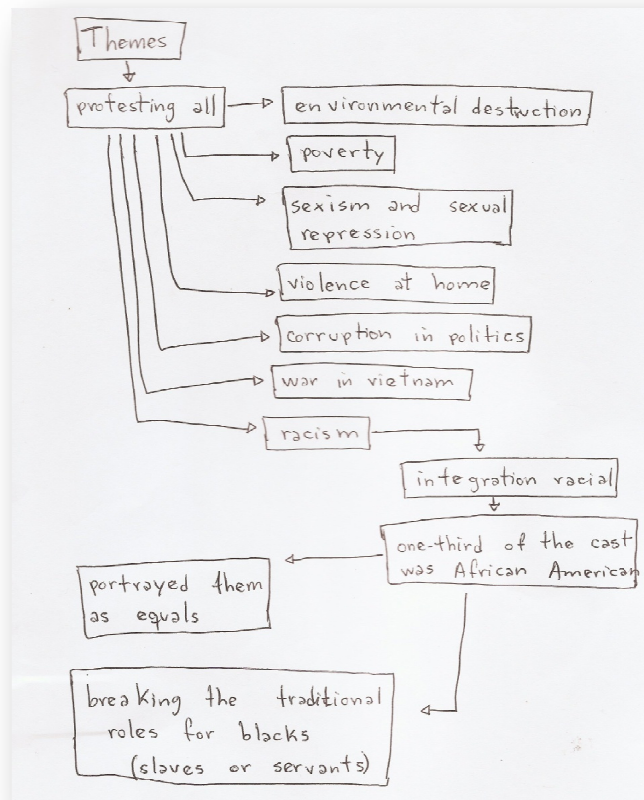 Themes
protesting all
environmental destruction
poverty
sexism and sexual
repression
violence at home
corruption in politics
war in vietnam
racism
integration racial
one-third of the cast
was African American
portrayed them
as equals
breaking the traditional
roles for blacks
(slaves or servants)